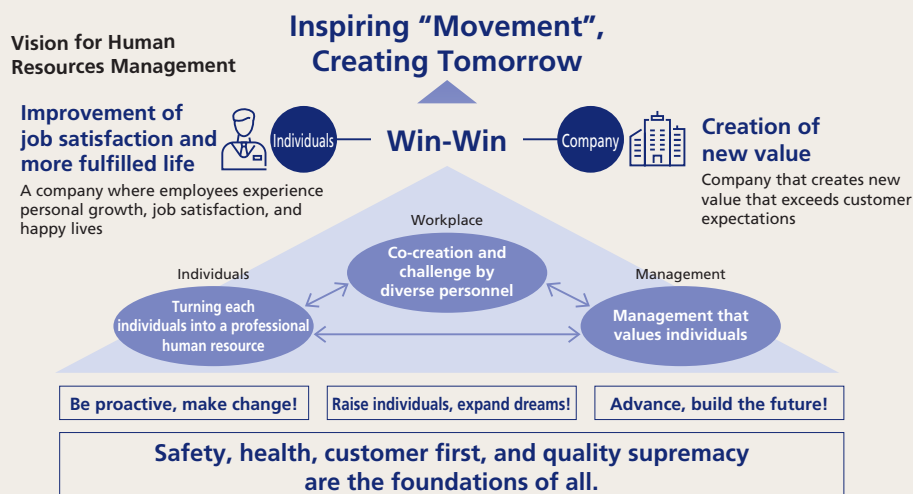 Vision for Human
Resources Management
Inspiring “Movement”,
Creating Tomorrow
Improvement of
job satisfaction and
more fulfilled life
A company where employees experience
personal growth, job satisfaction, and
happy lives
Individuals
Win-Win
Company
Creation of
new value
Company that creates new
value that exceeds customer
expectations
Workplace
Co-creation and
challenge by
diverse personnel
Individuals
Turning each
individuals into a professional
human resource
Management
Management that
values individuals
Be proactive, make change!
Raise individuals, expand dreams!
Advance, build the future!
Safety, health, customer first, and quality supremacy
are the foundations of all.